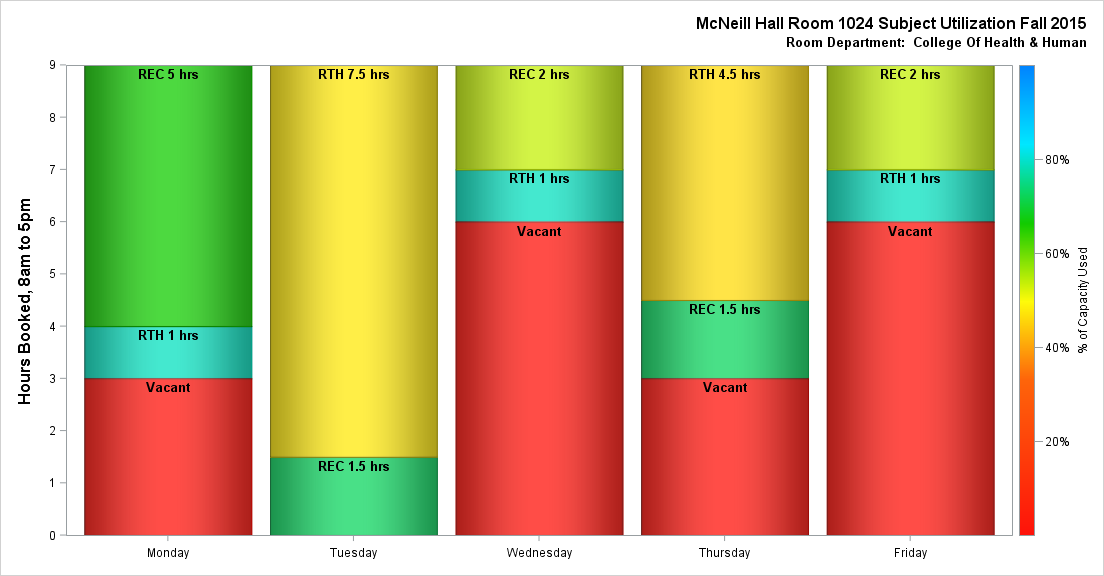 McNeill Hall Room 1024 Subject Utilization Fall 2015
Room Department:  College Of Health & Human
Hours Booked, 8am to 5pm
9
8
7
6
5
4
3
2
1
0
REC 5 hrs
RTH 1 hrs
Vacant
RTH 7.5 hrs
REC 1.5 hrs
REC 2 hrs
RTH 1 hrs
Vacant
RTH 4.5 hrs
REC 1.5 hrs
Vacant
REC 2 hrs
RTH 1 hrs
Vacant
Monday
Tuesday
Wednesday
Thursday
Friday
80%
60%
40%
20%
% of Capacity Used